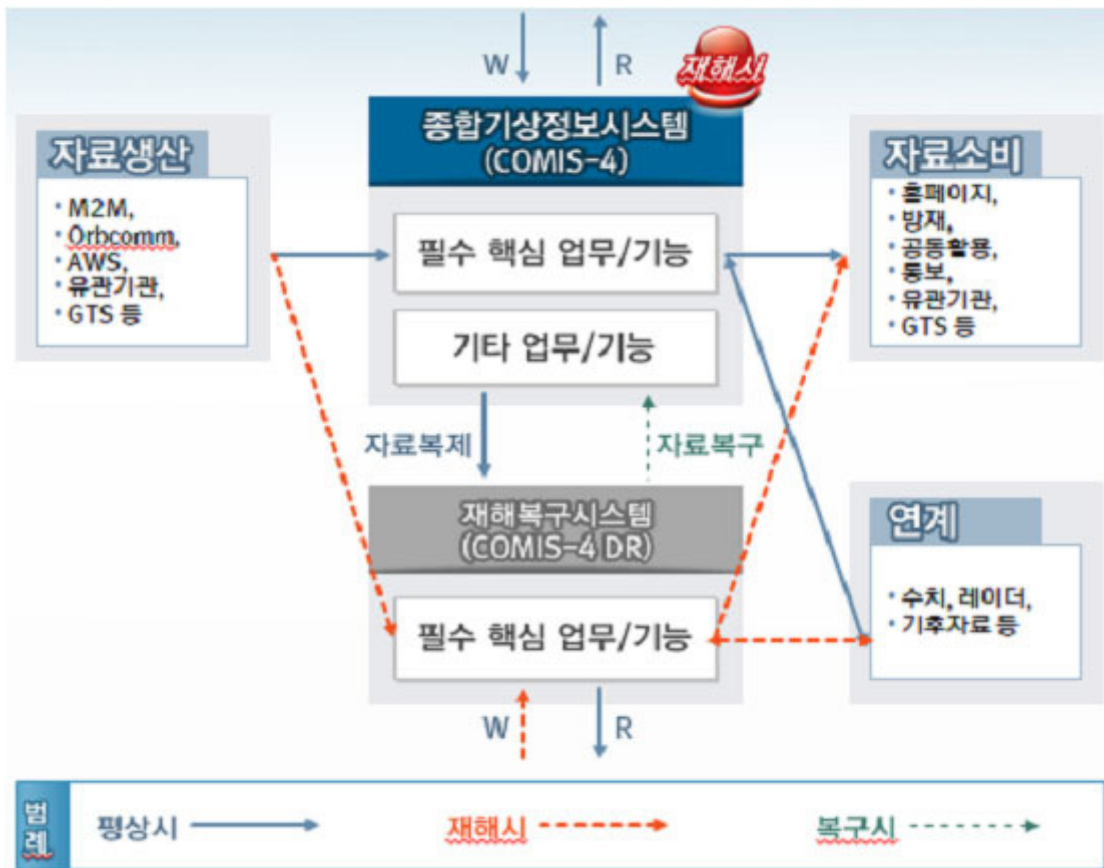 W
R
재해시
종합기상정보시스템
(COMIS-4)
자료생산
• M2M,
• Orbcomm,
• AWS,
• 유관기관,
• GTS 등
필수 핵심 업무/기능
기타 업무/기능
자료소비
• 홈페이지,
• 방재,
• 공동활용,
• 통보,
• 유관기관,
• GTS 등
자료복제
자료복구
재해복구시스템
(COMIS-4 DR)
필수 핵심 업무/기능
연계
• 수치, 레이더,
• 기후자료 등
W
R
범례
평상시
재해시
복구시